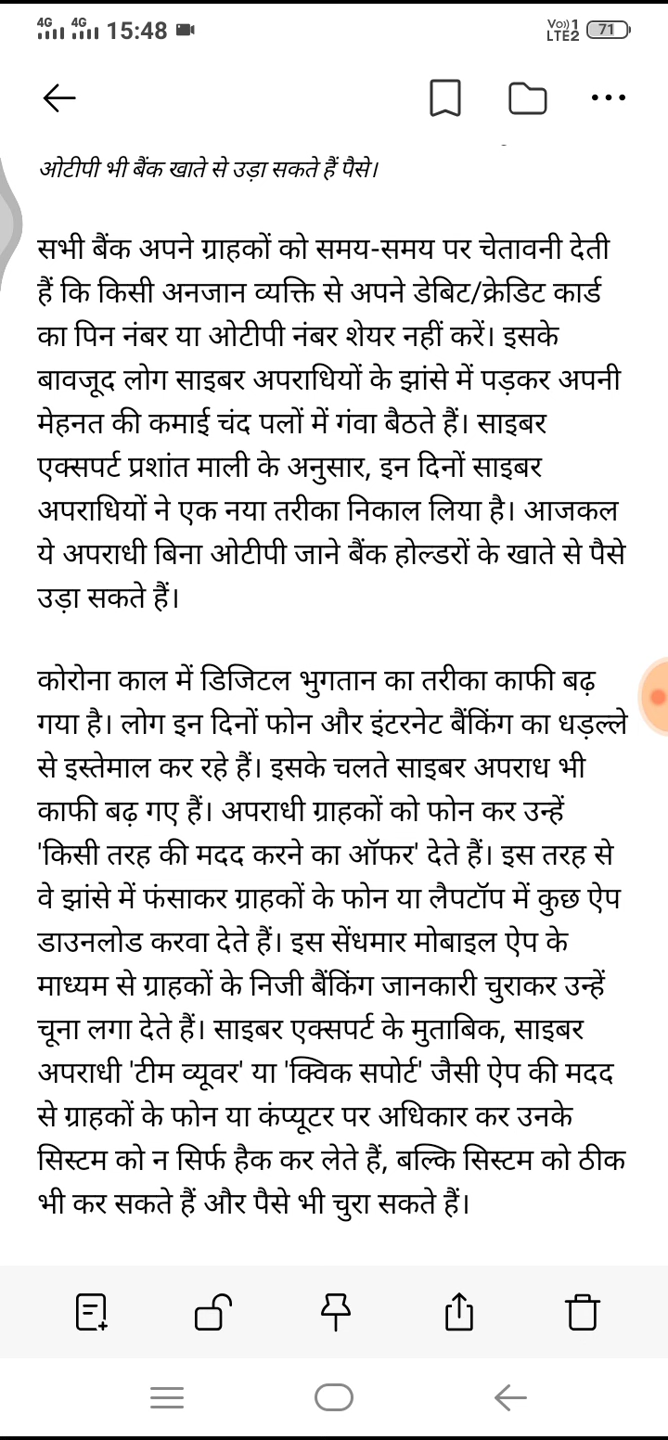 4G 4G 15:48 Vo)) 1 LTE2 71
ओटीपी भी बैंक खाते से उड़ा सकते हैं पैसे।
सभी बैंक अपने ग्राहकों को समय-समय पर चेतावनी देती
हैं कि किसी अनजान व्यक्ति से अपने डेबिट/क्रेडिट कार्ड
का पिन नंबर या ओटीपी नंबर शेयर नहीं करें। इसके
बावजूद लोग साइबर अपराधियों के झांसे में पड़कर अपनी
मेहनत की कमाई चंद पलों में गंवा बैठते हैं। साइबर
एक्सपर्ट प्रशांत माली के अनुसार, इन दिनों साइबर
अपराधियों ने एक नया तरीका निकाल लिया है। आजकल
ये अपराधी बिना ओटीपी जाने बैंक होल्डरों के खाते से पैसे
उड़ा सकते हैं।
कोरोना काल में डिजिटल भुगतान का तरीका काफी बढ़
गया है। लोग इन दिनों फोन और इंटरनेट बैंकिंग का धड़ल्ले
से इस्तेमाल कर रहे हैं। इसके चलते साइबर अपराध भी
काफी बढ़ गए हैं। अपराधी ग्राहकों को फोन कर उन्हें
'किसी तरह की मदद करने का ऑफर' देते हैं। इस तरह से
वे झांसे में फंसाकर ग्राहकों के फोन या लैपटॉप में कुछ ऐप
डाउनलोड करवा देते हैं। इस सेंधमार मोबाइल ऐप के
माध्यम से ग्राहकों के निजी बैंकिंग जानकारी चुराकर उन्हें
चूना लगा देते हैं। साइबर एक्सपर्ट के मुताबिक, साइबर
अपराधी 'टीम व्यूवर' या 'क्विक सपोर्ट' जैसी ऐप की मदद
से ग्राहकों के फोन या कंप्यूटर पर अधिकार कर उनके
सिस्टम को न सिर्फ हैक कर लेते हैं, बल्कि सिस्टम को ठीक
भी कर सकते हैं और पैसे भी चुरा सकते हैं।